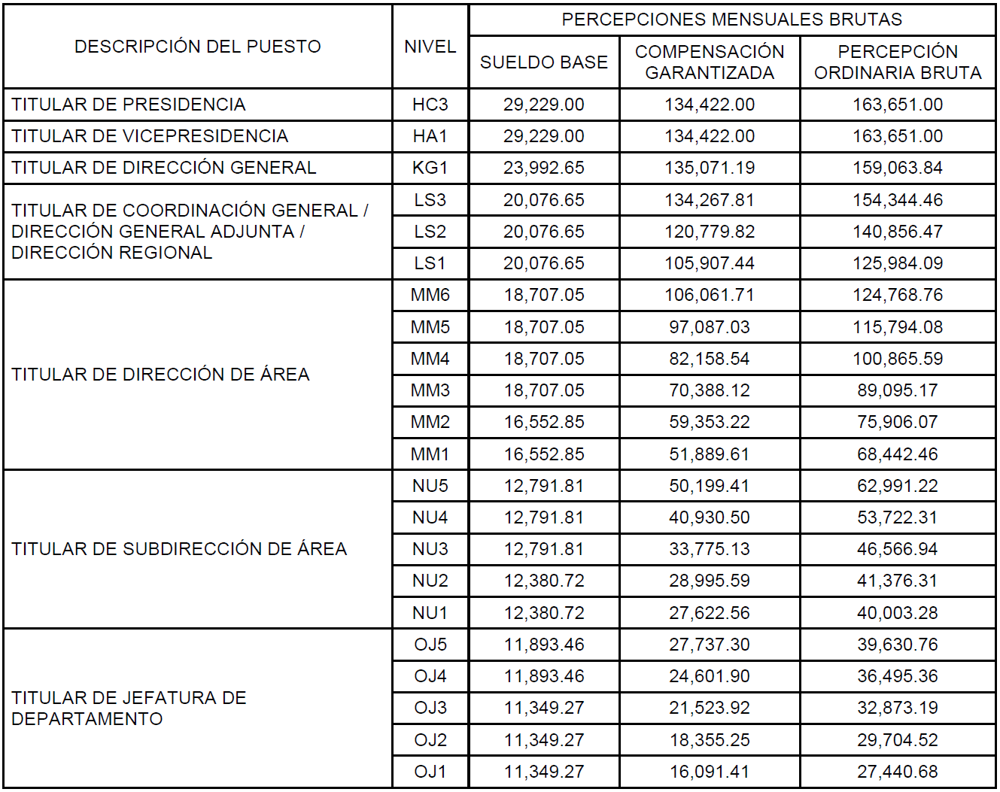 DESCRIPCIÓN DEL PUESTO NIVEL PERCEPCIONES MENSUALES BRUTAS
SUELDO BASE COMPENSACIÓN GARANTIZADA PERCEPCIÓN ORDINARIA BRUTA
TITULAR DE PRESIDENCIA HC3 29,229.00 134,422.00 163,651.00
TITULAR DE VICEPRESIDENCIA HA1 29,229.00 134,422.00 163,651.00
TITULAR DE DIRECCIÓN GENERAL KG1 23,992.65 135,071.19 159,063.84
TITULAR DE COORDINACIÓN GENERAL /
DIRECCIÓN GENERAL ADJUNTA /
DIRECCIÓN REGIONAL
LS3 20,076.65 134,267.81 154,344.46
LS2 20,076.65 120,779.82 140,856.47
LS1 20,076.65 105,907.44 125,984.09
TITULAR DE DIRECCIÓN DE ÁREA
MM6 18,707.05 106,061.71 124,768.76
MM5 18,707.05 97,087.03 115,794.08
MM4 18,707.05 82,158.54 100,865.59
MM3 18,707.05 70,388.12 89,095.17
MM2 16,552.85 59,353.22 75,906.07
MM1 16,552.85 51,889.61 68,442.46
TITULAR DE SUBDIRECCIÓN DE ÁREA
NU5 12,791.81 50,199.41 62,991.22
NU4 12,791.81 40,930.50 53,722.31
NU3 12,791.81 33,775.13 46,566.94
NU2 12,380.72 28,995.59 41,376.31
NU1 12,380.72 27,622.56 40,003.28
TITULAR DE JEFATURA DE
DEPARTAMENTO
OJ5 11,893.46 27,737.30 39,630.76
OJ4 11,893.46 24,601.90 36,495.36
OJ3 11,349.27 21,523.92 32,873.19
OJ2 11,349.27 18,355.25 29,704.52
OJ1 11,349.27 16,091.41 27,440.68